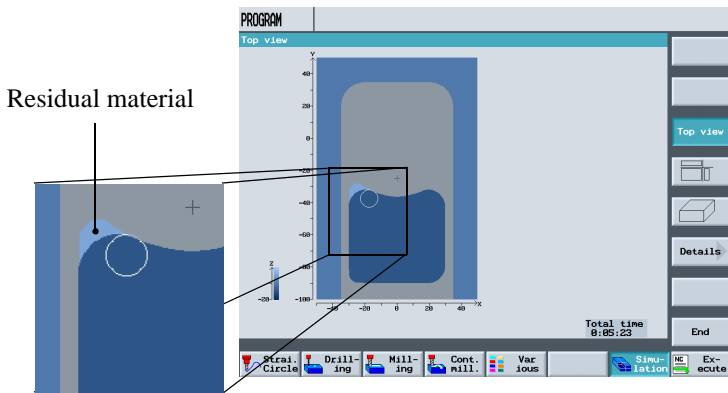 PROGRAM
Top view
Residual material
Y
40
20
0
-20
-40
-60
-80
-100
Z
-20
-40
-20
0
20
40
X
Top view
Details
End
Total time
0:05:23
Strai.
Circle
Drill-
ing
Mill-
ing
Cont.
mill.
Var
ious
Simu-
lation
NC
Ex-
ecute